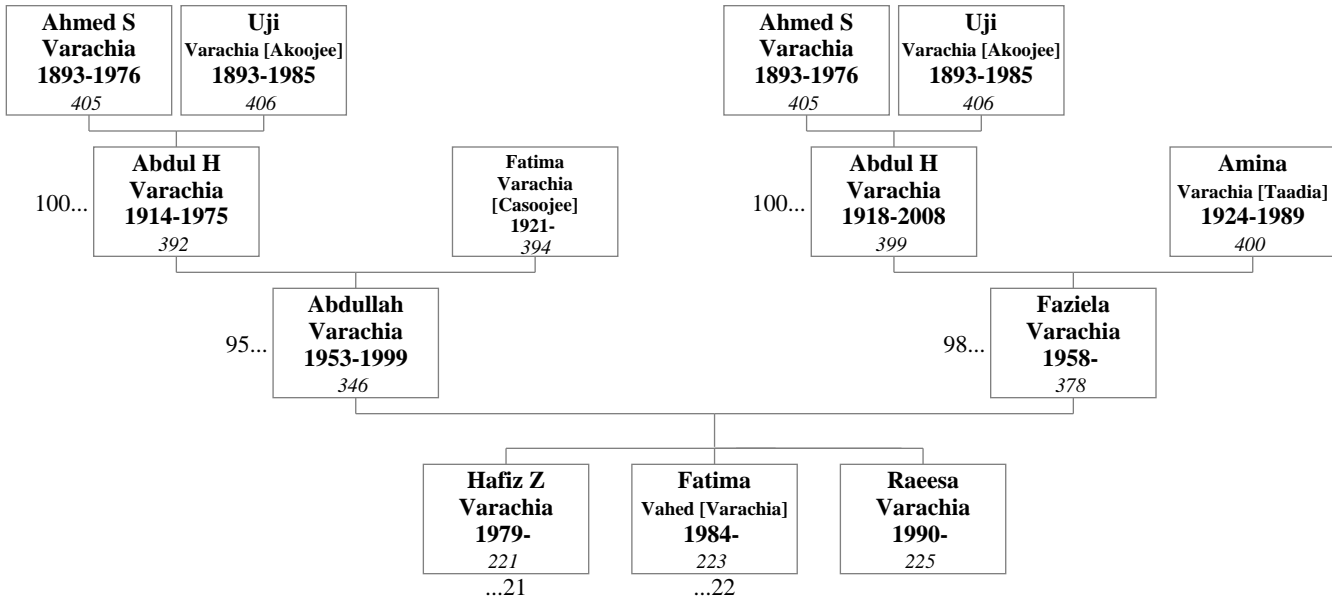 Ahmed S
Varachia
1893-1976
405
Uji
Varachia [Akoojee]
1893-1985
406
Ahmed S
Varachia
1893-1976
405
Uji
Varachia [Akoojee]
1893-1985
406
100...
Abdul H
Varachia
1914-1975
392
Fatima
Varachia
[Casoojee]
1921-
394
100...
Abdul H
Varachia
1918-2008
399
Amina
Varachia [Taadia]
1924-1989
400
95...
Abdullah
Varachia
1953-1999
346
98...
Faziela
Varachia
1958-
378
Hafiz Z
Varachia
1979-
221
...21
Fatima
Vahed [Varachia]
1984-
223
...22
Raeesa
Varachia
1990-
225